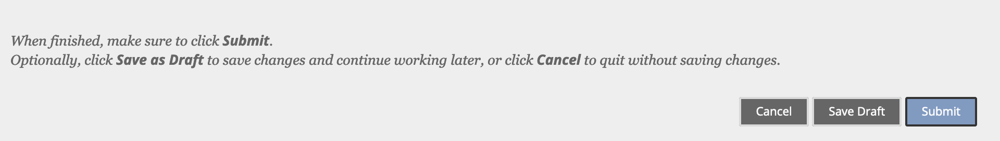 When finished, make sure to click Submit.
Optionally, click Save as Draft to save changes and continue working later, or click Cancel to quit without saving changes.
Cancel Save Draft Submit